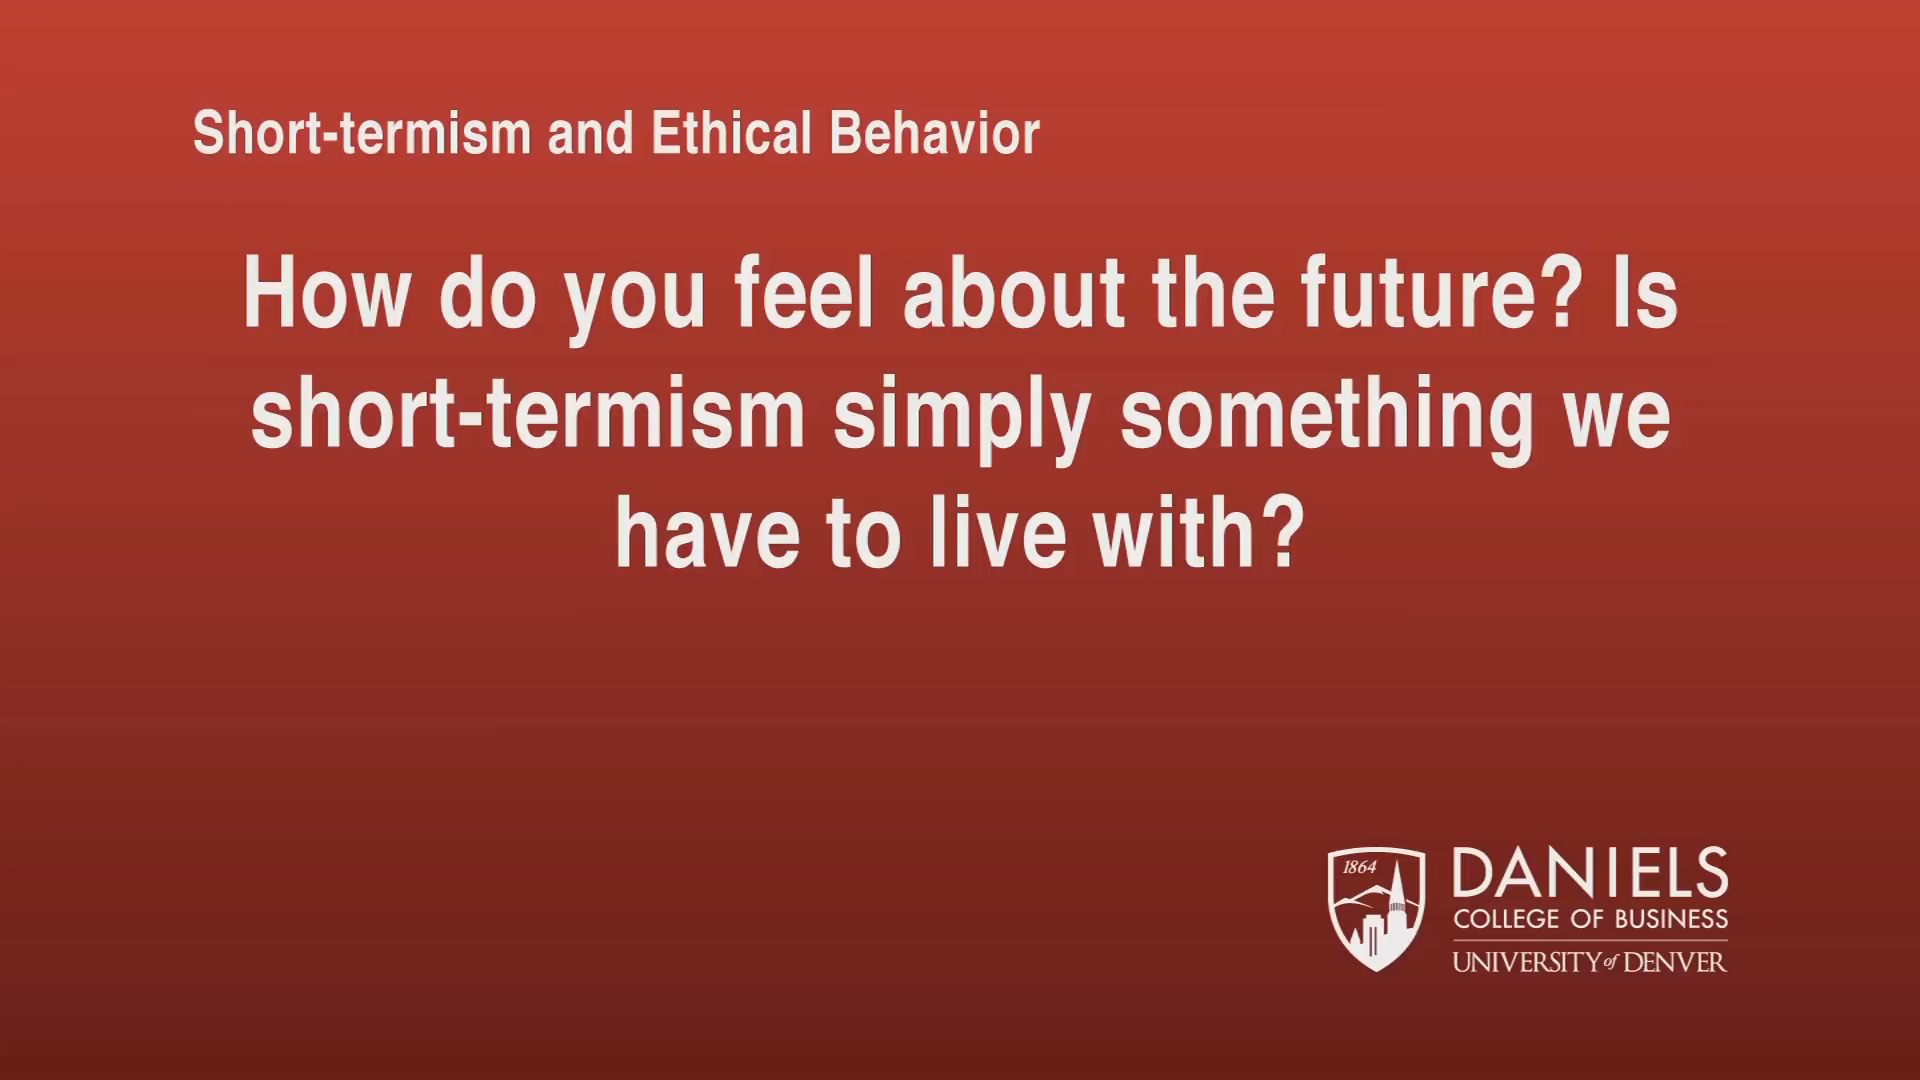 Short-termism and Ethical Behavior
How do you feel about the future? Is
short-termism simply something we
have to live with?
1864
DANIELS
COLLEGE OF BUSINESS
UNIVERSITY of DENVER